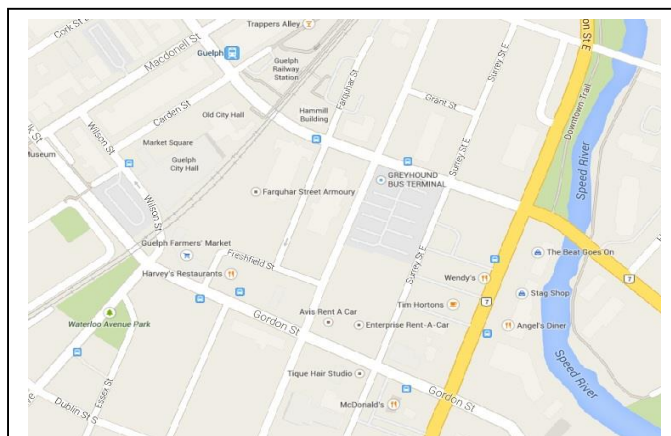 Cork St
Trappers Alley
Macdonell St
Guelph
Guelph
Railway
Station
Carden St
Old City Hall
Hammill
Building
Farquhar St
Surrey St E
Grant St
Downtown Trail
Speed River
Wilson St
Museum
Market Square
Guelph
City Hall
Wilson St
Farquhar Street Armoury
GREYHOUND
BUS TERMINAL
Surrey St E
Guelph Farmers' Market
Harvey's Restaurants
Freshfield St
Surrey St E
Wendy's
The Beat Goes On
7
Tim Hortons
7
Stag Shop
Waterloo Avenue Park
Gordon St
Avis Rent A Car
Enterprise Rent-A-Car
Angel's Diner
Speed River
Essex St
Tique Hair Studio
Gordon St
McDonald's
Dublin St S